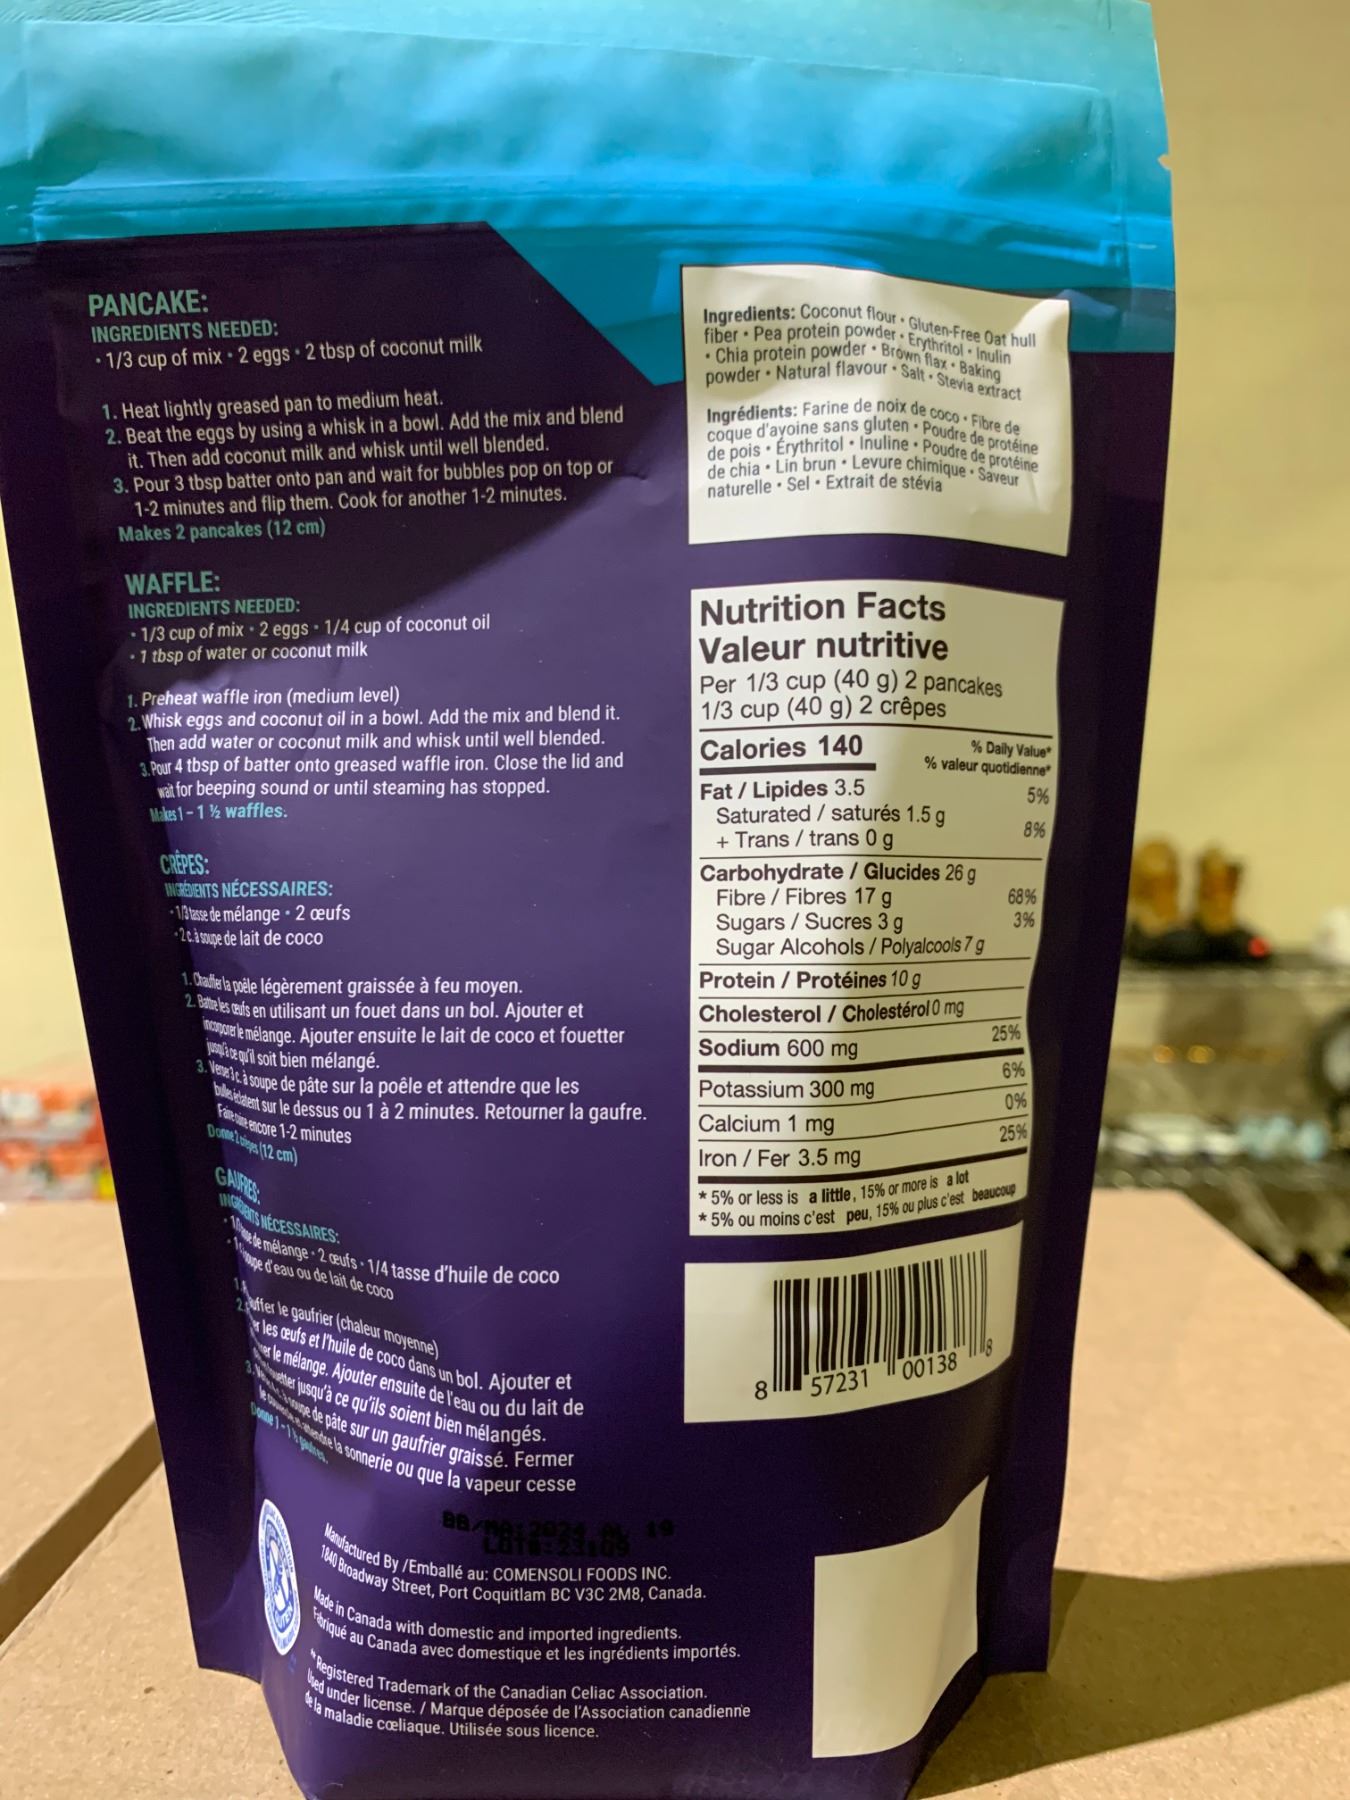 PANCAKE:
INGREDIENTS NEEDED:
• 1/3 cup of mix • 2 eggs • 2 tbsp of coconut milk
1. Heat lightly greased pan to medium heat.
2. Beat the eggs by using a whisk in a bowl. Add the mix and blend
it. Then add coconut milk and whisk until well blended.
3. Pour 3 tbsp batter onto pan and wait for bubbles pop on top or
1-2 minutes and flip them. Cook for another 1-2 minutes.
Makes 2 pancakes (12 cm)
WAFFLE:
INGREDIENTS NEEDED:
• 1/3 cup of mix • 2 eggs • 1/4 cup of coconut oil
• 1 tbsp of water or coconut milk
1. Preheat waffle iron (medium level)
2. Whisk eggs and coconut oil in a bowl. Add the mix and blend it.
Then add water or coconut milk and whisk until well blended.
3. Pour 4 tbsp of batter onto greased waffle iron. Close the lid and
wait for beeping sound or until steaming has stopped.
Makes 1 - 1 ½ waffles.
CRÊPES:
INGRÉDIENTS NÉCESSAIRES:
• 1/3 tasse de mélange • 2 œufs
• 2 c. à soupe de lait de coco
1. Chauffer la poêle légèrement graissée à feu moyen.
2. Battre les œufs en utilisant un fouet dans un bol. Ajouter et
incorporer le mélange. Ajouter ensuite le lait de coco et fouetter
jusqu'à ce qu'il soit bien mélangé.
3. Verse 3 c. à soupe de pâte sur la poêle et attendre que les
bulles éclatent sur le dessus ou 1 à 2 minutes. Retourner la gaufre.
Faire cuire encore 1-2 minutes
Donne 2 crêpes (12 cm)
GAUFRES:
INGRÉDIENTS NÉCESSAIRES:
de mélange • 2 œufs • 1/4 tasse d'huile de coco
d'eau ou de lait de coco
le gaufrier (chaleur moyenne)
les œufs et l'huile de coco dans un bol. Ajouter et
le mélange. Ajouter ensuite de l'eau ou du lait de
jusqu'à ce qu'ils soient bien mélangés.
de pâte sur un gaufrier graissé. Fermer
la sonnerie ou que la vapeur cesse
Donne 1 - 1 ½ gaufres.
BB/MA:2024 19
Manufactured By /Emballé au: COMENSOLI FOODS INC.
1840 Broadway Street, Port Coquitlam BC V3C 2M8, Canada.
Made in Canada with domestic and imported ingredients.
Fabriqué au Canada avec domestique et les ingrédients importés.
Registered Trademark of the Canadian Celiac Association.
Used under license. / Marque déposée de l'Association canadienne
de la maladie cœliaque. Utilisée sous licence.
Ingredients: Coconut flour • Gluten-Free Oat hull
fiber • Pea protein powder • Erythritol • Inulin
• Chia protein powder • Brown flax • Baking
powder • Natural flavour • Salt • Stevia extract
Ingrédients: Farine de noix de coco • Fibre de
coque d'avoine sans gluten • Poudre de protéine
de pois • Érythritol • Inuline • Poudre de protéine
de chia • Lin brun • Levure chimique • Saveur
naturelle • Sel • Extrait de stévia
Nutrition Facts
Valeur nutritive
Per 1/3 cup (40 g) 2 pancakes
1/3 cup (40 g) 2 crêpes
Calories 140
% Daily Value*
% valeur quotidienne*
Fat / Lipides 3.5 5%
Saturated / saturés 1.5 g
+ Trans / trans 0 g 8%
Carbohydrate / Glucides 26 g
Fibre / Fibres 17 g 68%
Sugars / Sucres 3 g 3%
Sugar Alcohols / Polyalcools 7 g
Protein / Protéines 10 g
Cholesterol / Cholestérol 0 mg
Sodium 600 mg 25%
Potassium 300 mg 6%
Calcium 1 mg 0%
Iron / Fer 3.5 mg 25%
* 5% or less is a little, 15% or more is a lot
* 5% ou moins c'est peu, 15% ou plus c'est beaucoup
8 57231 00138 8